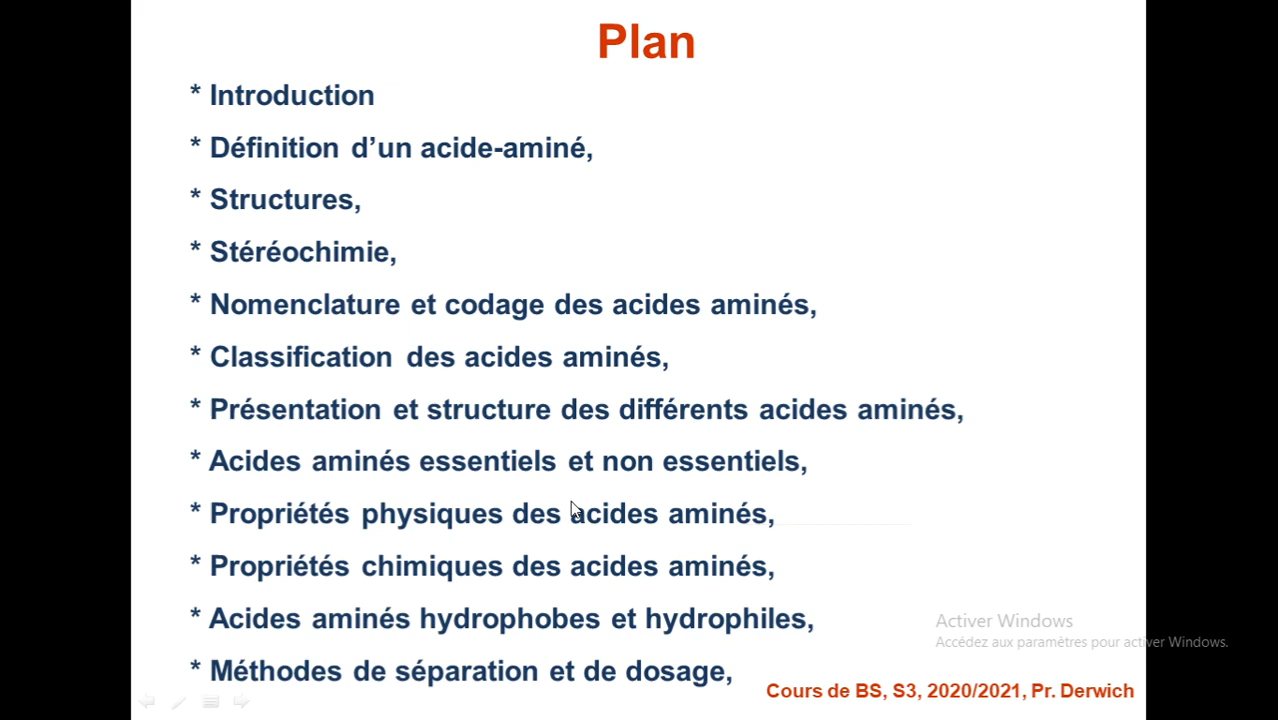 Plan
* Introduction
* Définition d’un acide-aminé,
* Structures,
* Stéréochimie,
* Nomenclature et codage des acides aminés,
* Classification des acides aminés,
* Présentation et structure des différents acides aminés,
* Acides aminés essentiels et non essentiels,
* Propriétés physiques des acides aminés,
* Propriétés chimiques des acides aminés,
* Acides aminés hydrophobes et hydrophiles,
* Méthodes de séparation et de dosage,
Activer Windows
Accédez aux paramètres pour activer Windows.
Cours de BS, S3, 2020/2021, Pr. Derwich